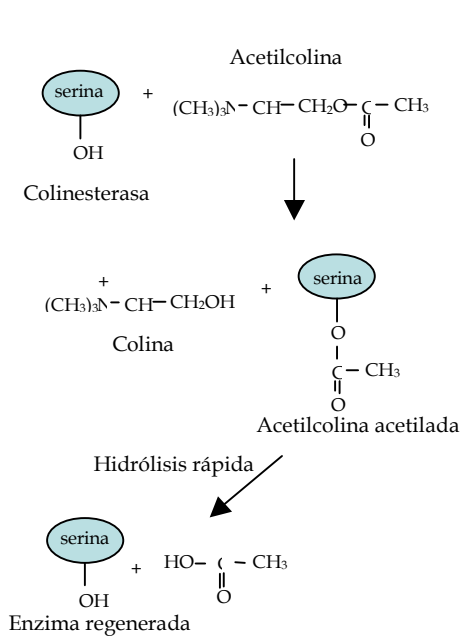 Acetilcolina
serina + (CH₃)₃N – CH – CH₂O – C – CH₃
OH O
Colinesterasa
+ + serina
(CH₃)₃N – CH – CH₂OH
Colina
O
C – CH₃
O
Acetilcolina acetilada
Hidrólisis rápida
serina + HO – C – CH₃
OH O
Enzima regenerada